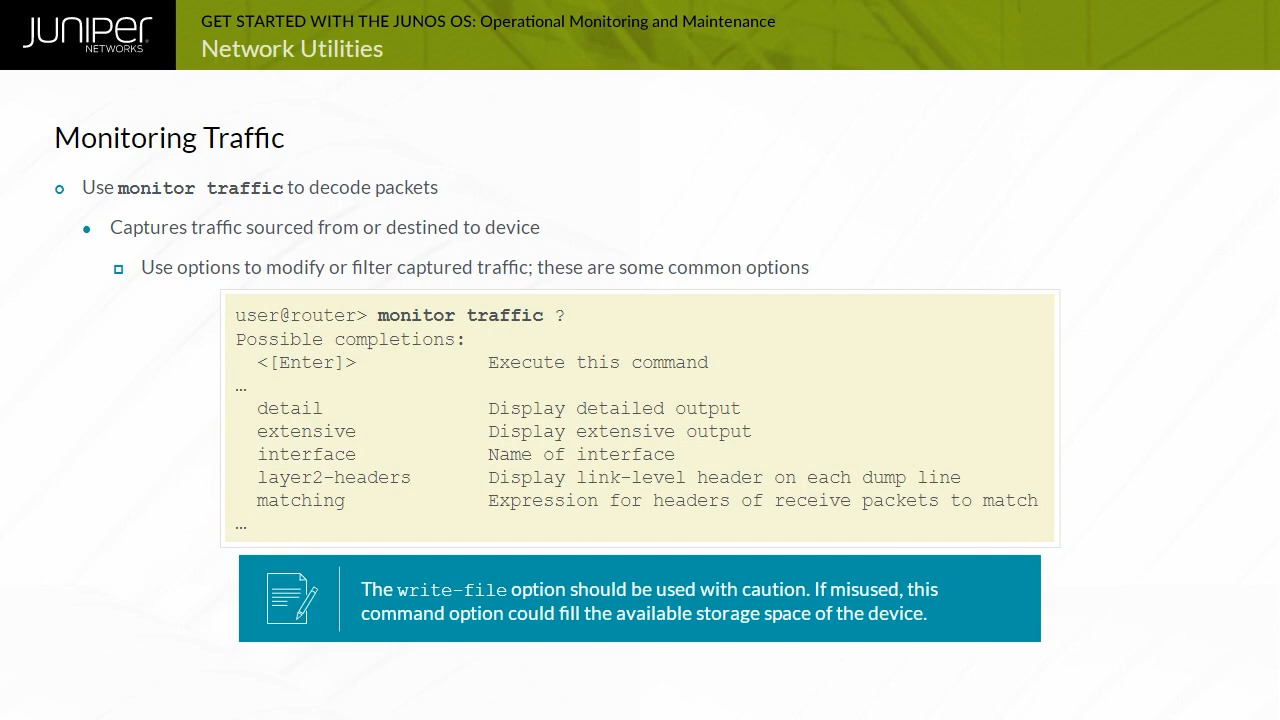 JUNIPER
NETWORKS
GET STARTED WITH THE JUNOS OS: Operational Monitoring and Maintenance
Network Utilities
Monitoring Traffic
Use monitor traffic to decode packets
Captures traffic sourced from or destined to device
Use options to modify or filter captured traffic; these are some common options
user@router> monitor traffic ?
Possible completions:
<[Enter]> Execute this command
…
detail Display detailed output
extensive Display extensive output
interface Name of interface
layer2-headers Display link-level header on each dump line
matching Expression for headers of receive packets to match
…
The write-file option should be used with caution. If misused, this
command option could fill the available storage space of the device.